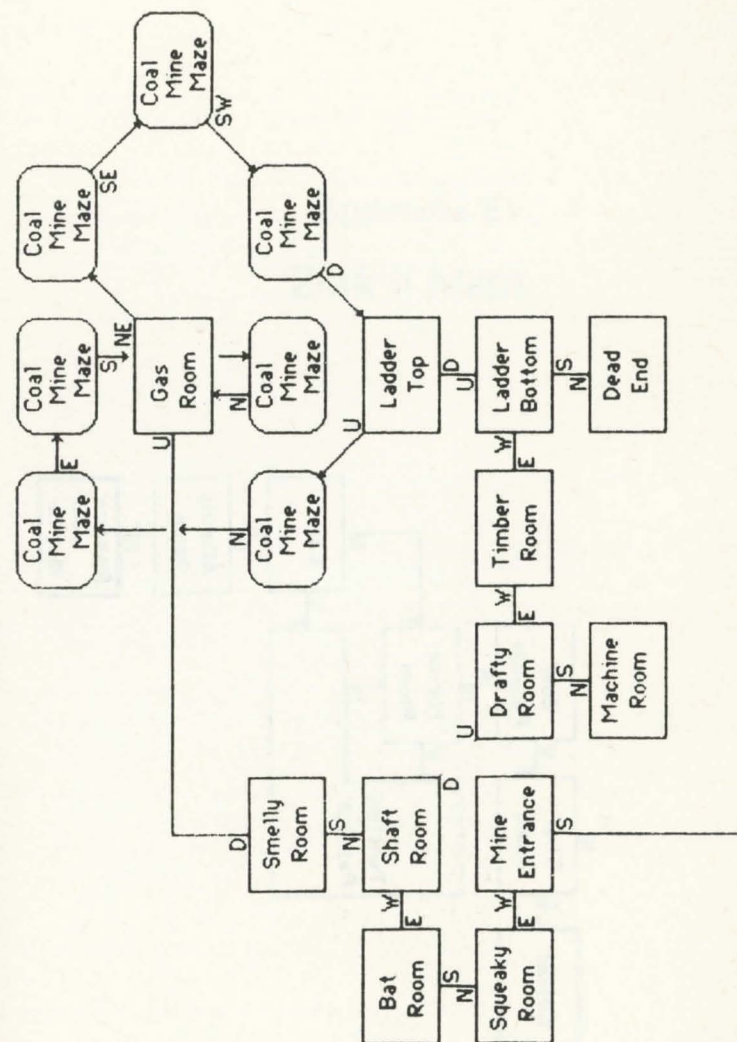 Coal
Mine
Maze
E
Coal
Mine
Maze
S
Coal
Mine
Maze
SE
U
Gas
Room
NE
Coal
Mine
Maze
SW
D
Smelly
Room
S
N
Coal
Mine
Maze
N
Coal
Mine
Maze
Coal
Mine
Maze
D
Bat
Room
S
E
W
N
Shaft
Room
D
U
Ladder
Top
D
N
Squeaky
Room
E
W
Mine
Entrance
S
U
Drafty
Room
S
E
W
Timber
Room
E
W
U
Ladder
Bottom
S
N
Machine
Room
N
Dead
End